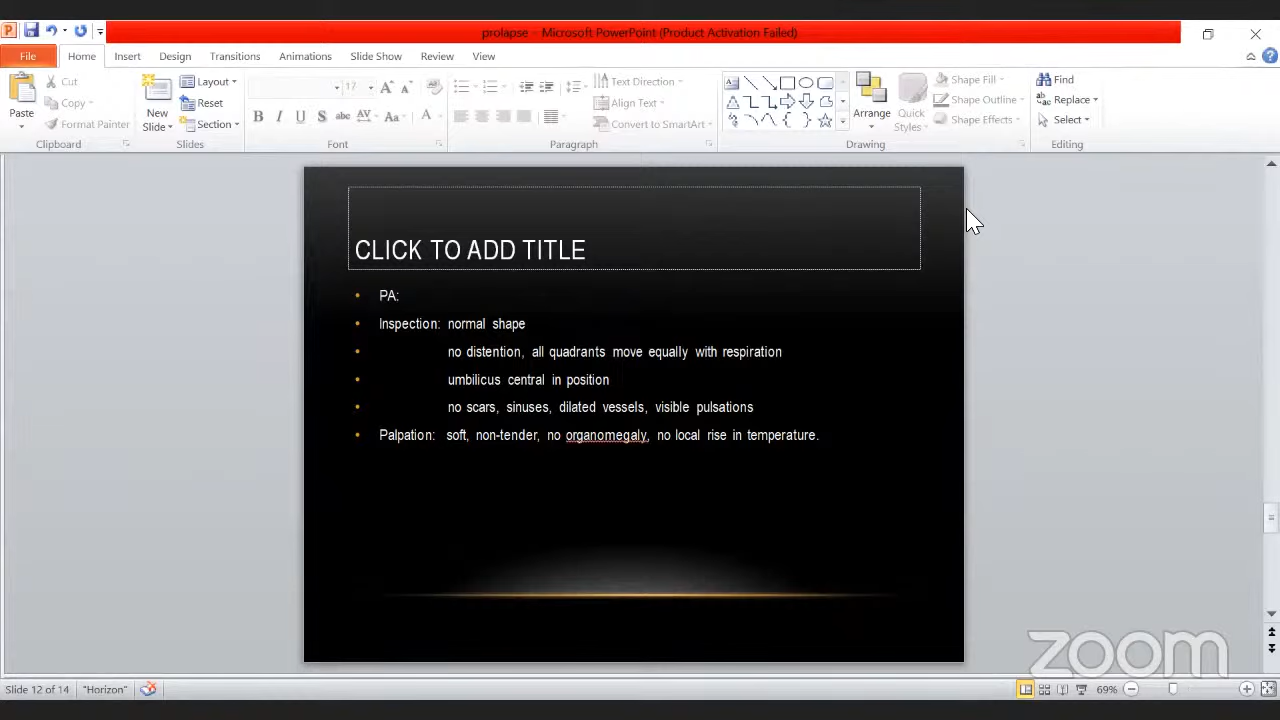 prolapse - Microsoft PowerPoint (Product Activation Failed)
File Home Insert Design Transitions Animations Slide Show Review View
Paste
Cut
Copy
Format Painter
Clipboard
New Slide
Layout
Reset
Section
Slides
17
B I U S abc AV Aa A
Font
Text Direction
Align Text
Convert to SmartArt
Paragraph
Arrange
Quick Styles
Shape Fill
Shape Outline
Shape Effects
Drawing
Find
Replace
Select
Editing
CLICK TO ADD TITLE
• PA:
• Inspection: normal shape
• no distention, all quadrants move equally with respiration
• umbilicus central in position
• no scars, sinuses, dilated vessels, visible pulsations
• Palpation: soft, non-tender, no organomegaly, no local rise in temperature.
zoom
Slide 12 of 14 "Horizon" 69%